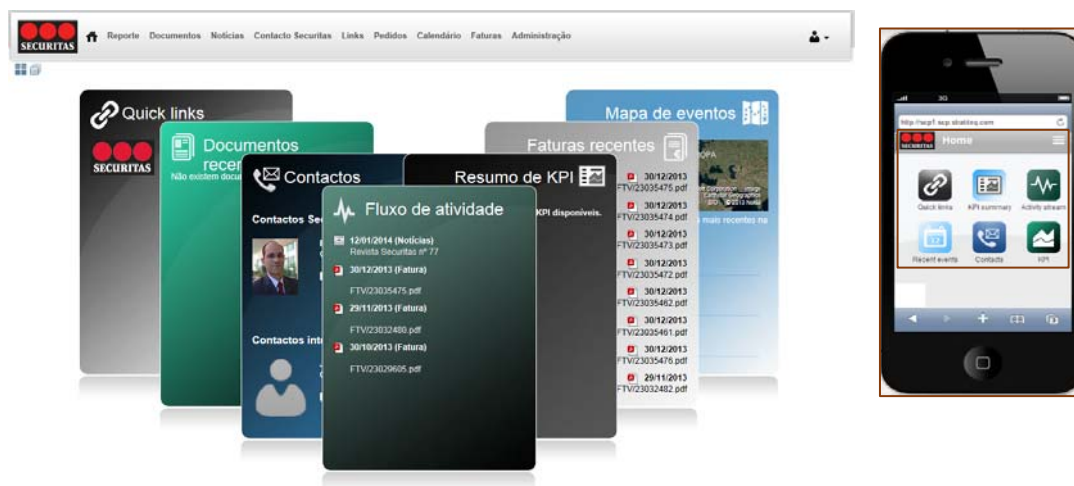 SECURITAS
Reporte Documentos Notícias Contacto Securitas Links Pedidos Calendário Faturas Administração
Quick links
SECURITAS
Documentos
Não existem
Contactos
Fluxo de atividade
12/01/2014 (Notícias)
Revista Securitas nº 77
30/12/2013 (Fatura)
FTV/23035475.pdf
29/11/2013 (Fatura)
FTV/23032480.pdf
30/10/2013 (Fatura)
FTV/23029605.pdf
Resumo de KPI
KPI disponíveis.
Faturas recentes
30/12/2013
FTV/23035475.pdf
30/12/2013
FTV/23035474.pdf
30/12/2013
FTV/23035473.pdf
30/12/2013
FTV/23035472.pdf
30/12/2013
FTV/23035462.pdf
30/12/2013
FTV/23035461.pdf
30/12/2013
FTV/23035476.pdf
29/11/2013
FTV/23032482.pdf
Mapa de eventos
mais recentes na
3G
SECURITAS
Home
Quick links KPI summary Activity stream
Recent events Contacts KPI